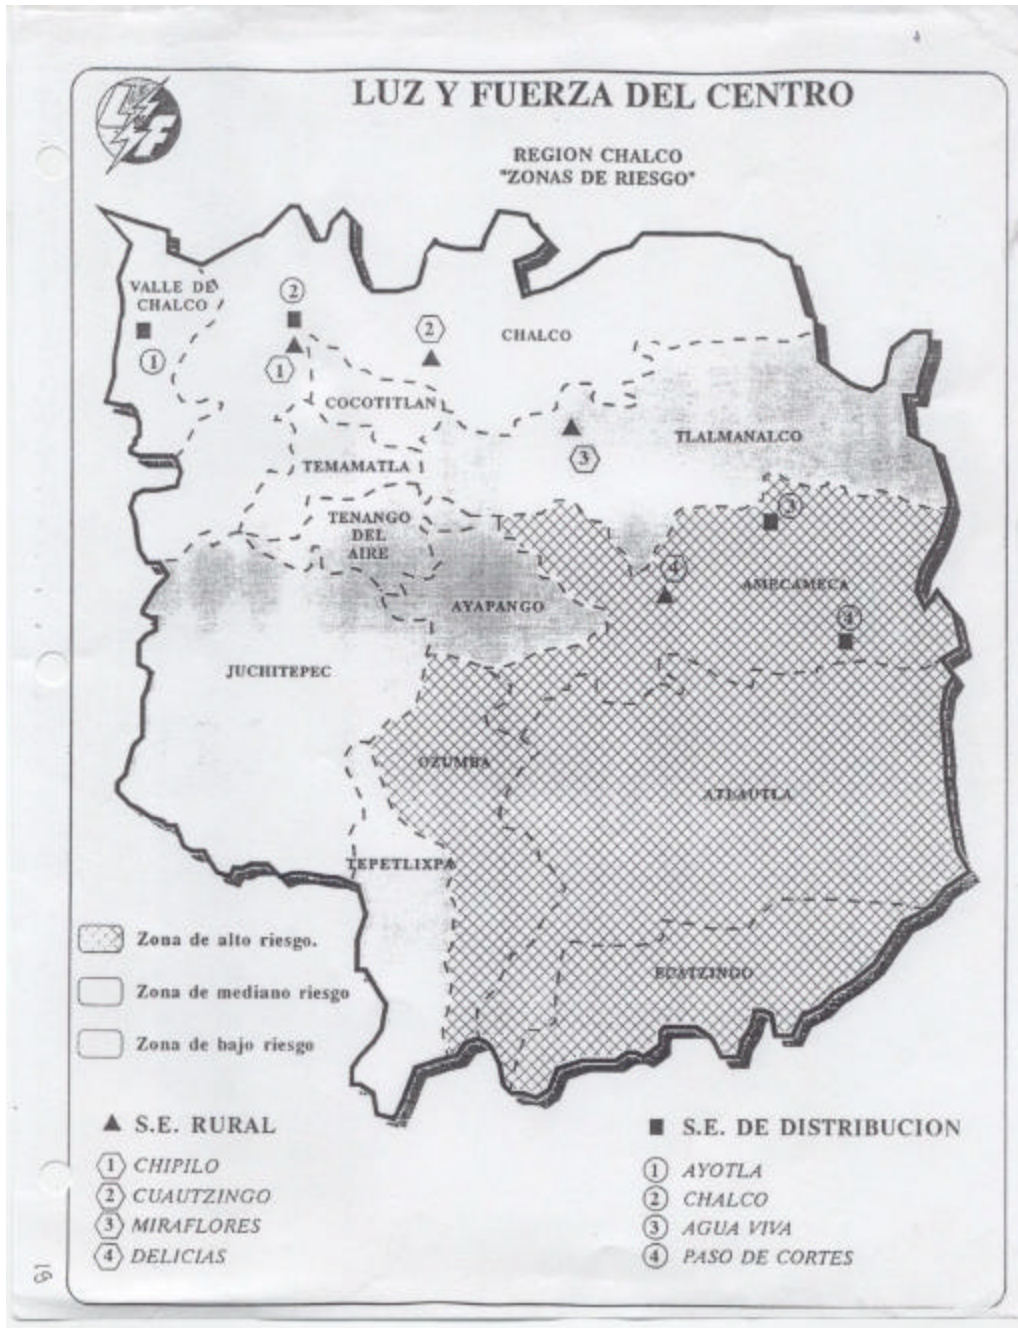 LUZ Y FUERZA DEL CENTRO
REGION CHALCO
"ZONAS DE RIESGO"
VALLE DE
CHALCO
1
2
1
2
CHALCO
COCOTITLAN
TEMAMATLA
3
TLALMANALCO
TENANGO
DEL
AIRE
3
4
AMECAMECA
AYAPANGO
4
JUCHITEPEC
OZUMBA
ATLAUTLA
TEPETLIXPA
ECATZINGO
Zona de alto riesgo.
Zona de mediano riesgo
Zona de bajo riesgo
S.E. RURAL
1 CHIPILO
2 CUAUTZINGO
3 MIRAFLORES
4 DELICIAS
S.E. DE DISTRIBUCION
1 AYOTLA
2 CHALCO
3 AGUA VIVA
4 PASO DE CORTES